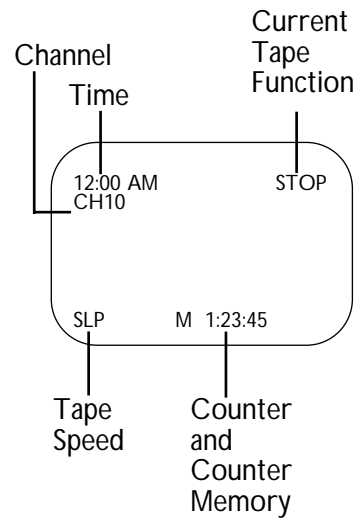 Current
Tape
Function
Channel
Time
12:00 AM
STOP
CH10
SLP
M 1:23:45
Tape
Speed
Counter
and
Counter
Memory